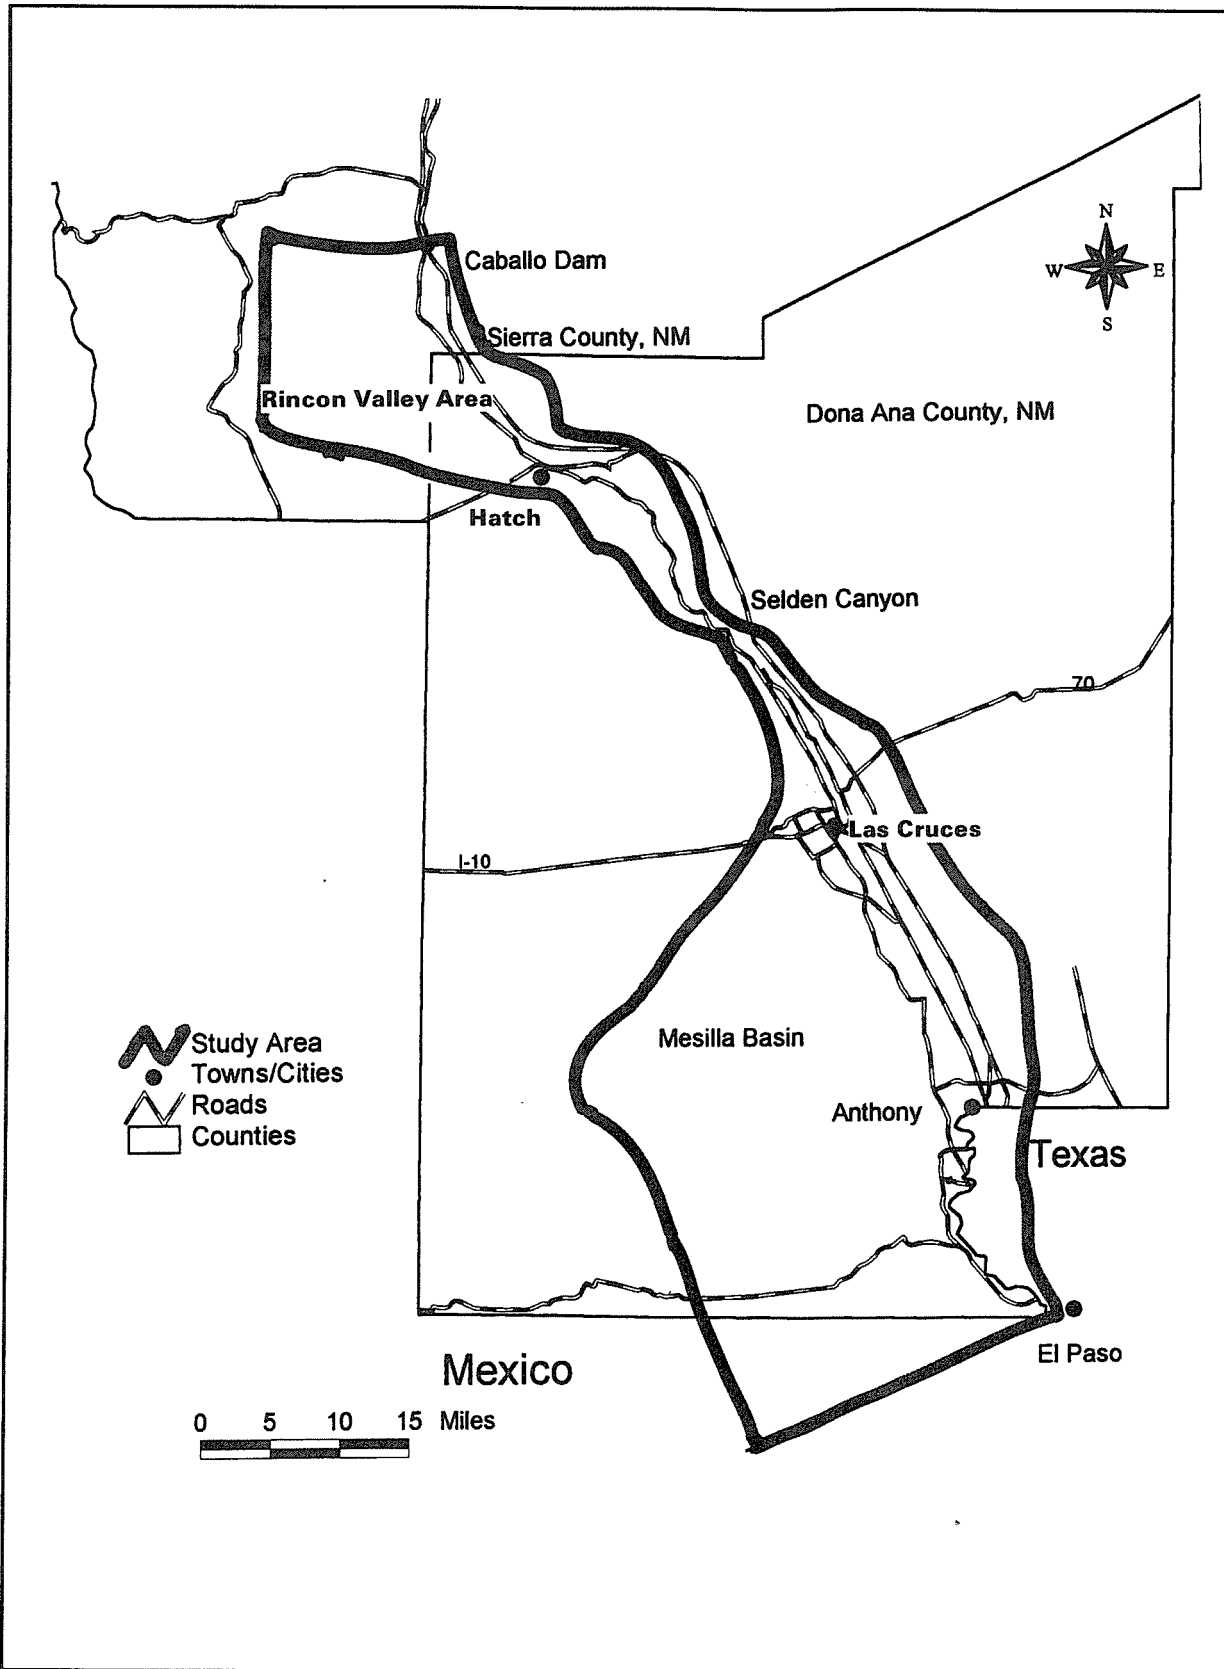 N
W E
S
Caballo Dam
Sierra County, NM
Rincon Valley Area
Dona Ana County, NM
Hatch
Selden Canyon
70
Las Cruces
I-10
Mesilla Basin
Study Area
Towns/Cities
Roads
Counties
Anthony
Texas
El Paso
Mexico
0 5 10 15 Miles